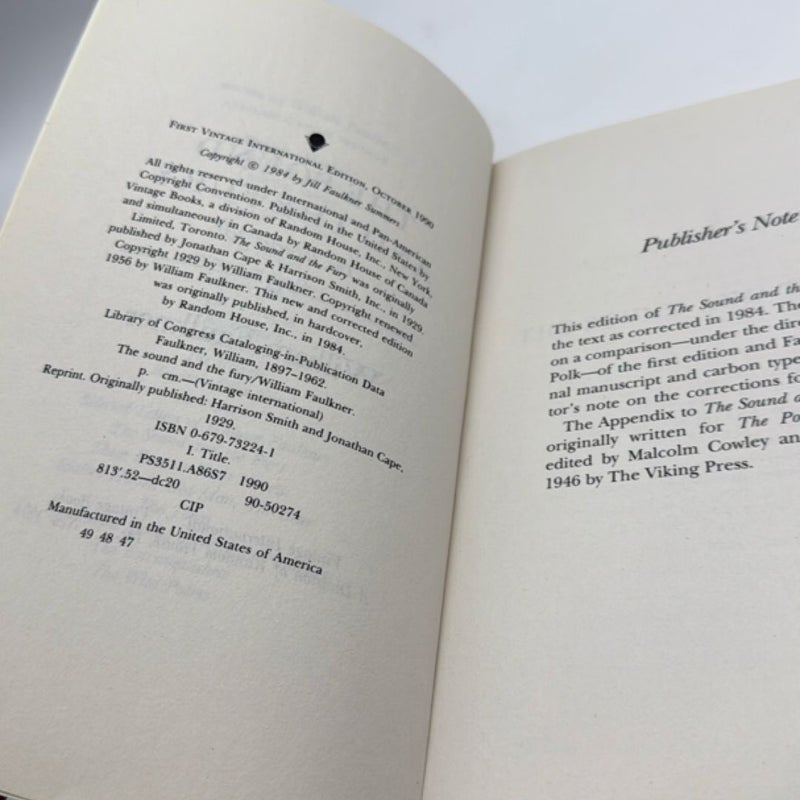 FIRST VINTAGE INTERNATIONAL EDITION, OCTOBER 1990
Copyright © 1984 by Jill Faulkner Summers
All rights reserved under International and Pan-American
Copyright Conventions. Published in the United States by
Vintage Books, a division of Random House, Inc., New York,
and simultaneously in Canada by Random House of Canada
Limited, Toronto. The Sound and the Fury was originally
published by Jonathan Cape & Harrison Smith, Inc., in 1929.
Copyright 1929 by William Faulkner. Copyright renewed
1956 by William Faulkner. This new and corrected edition
was originally published, in hardcover,
by Random House, Inc., in 1984.
Library of Congress Cataloging-in-Publication Data
Faulkner, William, 1897–1962.
The sound and the fury/William Faulkner.
p. cm.—(Vintage international)
Reprint. Originally published: Harrison Smith and Jonathan Cape,
1929.
ISBN 0-679-73224-1
I. Title.
PS3511.A86S7 1990
813'.52—dc20 90-50274
CIP
Manufactured in the United States of America
49 48 47
Publisher's Note
This edition of The Sound and th
the text as corrected in 1984. The
on a comparison—under the dire
Polk—of the first edition and Fa
nal manuscript and carbon type
tor's note on the corrections fo
The Appendix to The Sound a
originally written for The Po
edited by Malcolm Cowley an
1946 by The Viking Press.